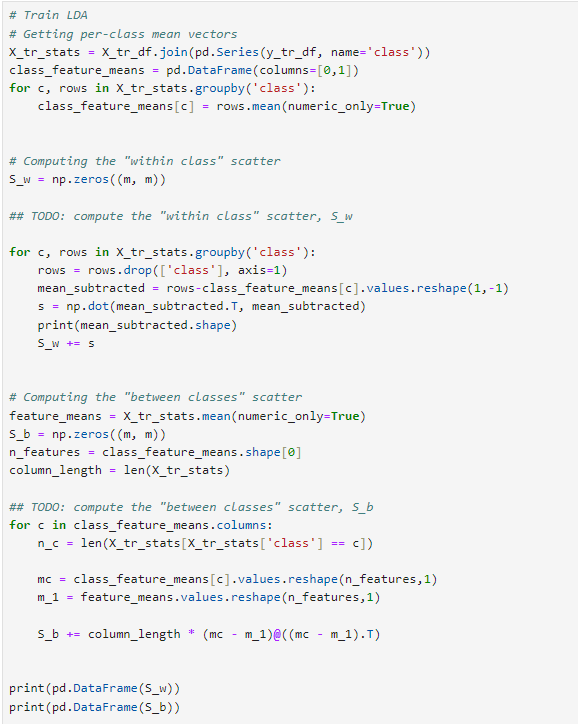 # Train LDA
# Getting per-class mean vectors
X_tr_stats = X_tr_df.join(pd.Series(y_tr_df, name='class'))
class_feature_means = pd.DataFrame(columns=[0,1])
for c, rows in X_tr_stats.groupby('class'):
    class_feature_means[c] = rows.mean(numeric_only=True)
# Computing the "within class" scatter
S_w = np.zeros((m, m))
## TODO: compute the "within class" scatter, S_w
for c, rows in X_tr_stats.groupby('class'):
    rows = rows.drop(['class'], axis=1)
    mean_subtracted = rows-class_feature_means[c].values.reshape(1,-1)
    s = np.dot(mean_subtracted.T, mean_subtracted)
    print(mean_subtracted.shape)
    S_w += s
# Computing the "between classes" scatter
feature_means = X_tr_stats.mean(numeric_only=True)
S_b = np.zeros((m, m))
n_features = class_feature_means.shape[0]
column_length = len(X_tr_stats)
## TODO: compute the "between classes" scatter, S_b
for c in class_feature_means.columns:
    n_c = len(X_tr_stats[X_tr_stats['class'] == c])
    mc = class_feature_means[c].values.reshape(n_features,1)
    m_1 = feature_means.values.reshape(n_features,1)
    S_b += column_length * (mc - m_1)@((mc - m_1).T)
print(pd.DataFrame(S_w))
print(pd.DataFrame(S_b))